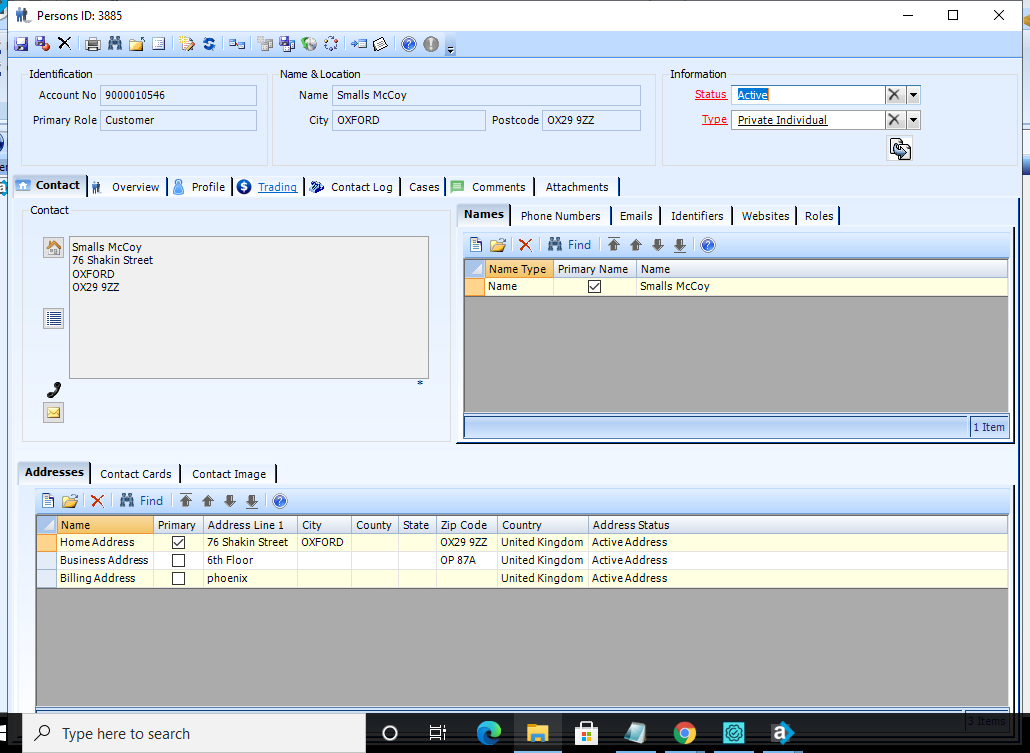 Persons ID: 3885
Identification
Name & Location
Information
Account No 9000010546
Name Smalls McCoy
Status Active
Primary Role Customer
City OXFORD Postcode OX29 9ZZ
Type Private Individual
Contact Overview Profile Trading Contact Log Cases Comments Attachments
Contact
Smalls McCoy
76 Shakin Street
OXFORD
OX29 9ZZ
*
Names Phone Numbers Emails Identifiers Websites Roles
Find
Name Type Primary Name Name
Name Smalls McCoy
1 Item
Addresses Contact Cards Contact Image
Find
Name Primary Address Line 1 City County State Zip Code Country Address Status
Home Address 76 Shakin Street OXFORD OX29 9ZZ United Kingdom Active Address
Business Address 6th Floor OP 87A United Kingdom Active Address
Billing Address phoenix United Kingdom Active Address
3 Items
Type here to search